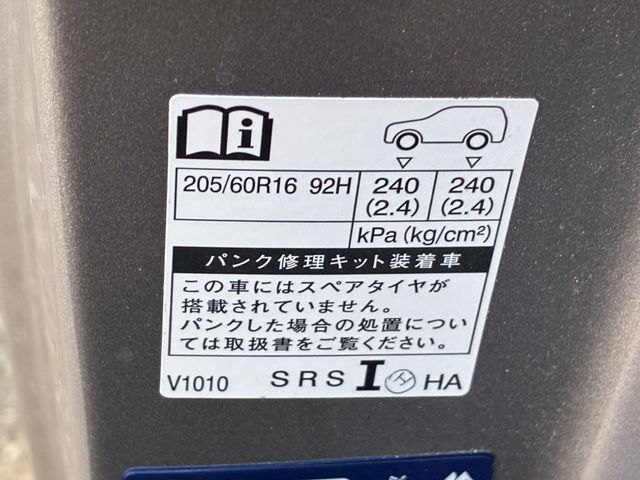 205/60R16 92H 240 (2.4) 240 (2.4)
kPa (kg/cm²)
パンク修理キット装着車
この車にはスペアタイヤが
搭載されていません。
パンクした場合の処置につい
ては取扱書をご覧ください。
V1010 SRS I H HA